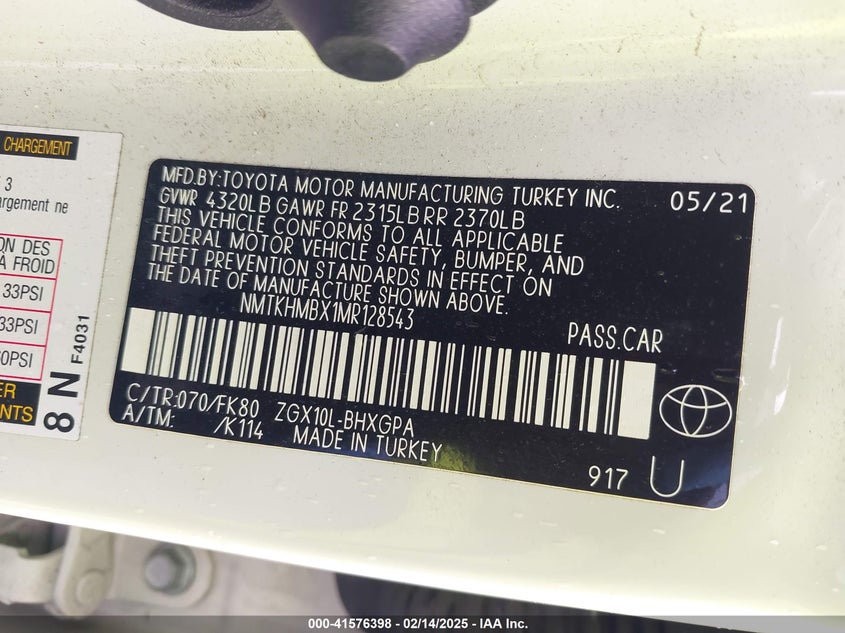 CHARGEMENT
3
argement ne
ON DES
À FROID
33PSI
33PSI
60PSI
ER
ENTS
8 N F4031
MFD.BY:TOYOTA MOTOR MANUFACTURING TURKEY INC. 05/21
GVWR 4320LB GAWR FR 2315LB RR 2370LB
THIS VEHICLE CONFORMS TO ALL APPLICABLE
FEDERAL MOTOR VEHICLE SAFETY, BUMPER, AND
THEFT PREVENTION STANDARDS IN EFFECT ON
THE DATE OF MANUFACTURE SHOWN ABOVE.
NMTKHMBX1MR128543
PASS.CAR
C/TR:070/FK80 ZGX10L-BHXGPA
A/TM: /K114 MADE IN TURKEY
917 U
000-41576398 - 02/14/2025 - IAA Inc.